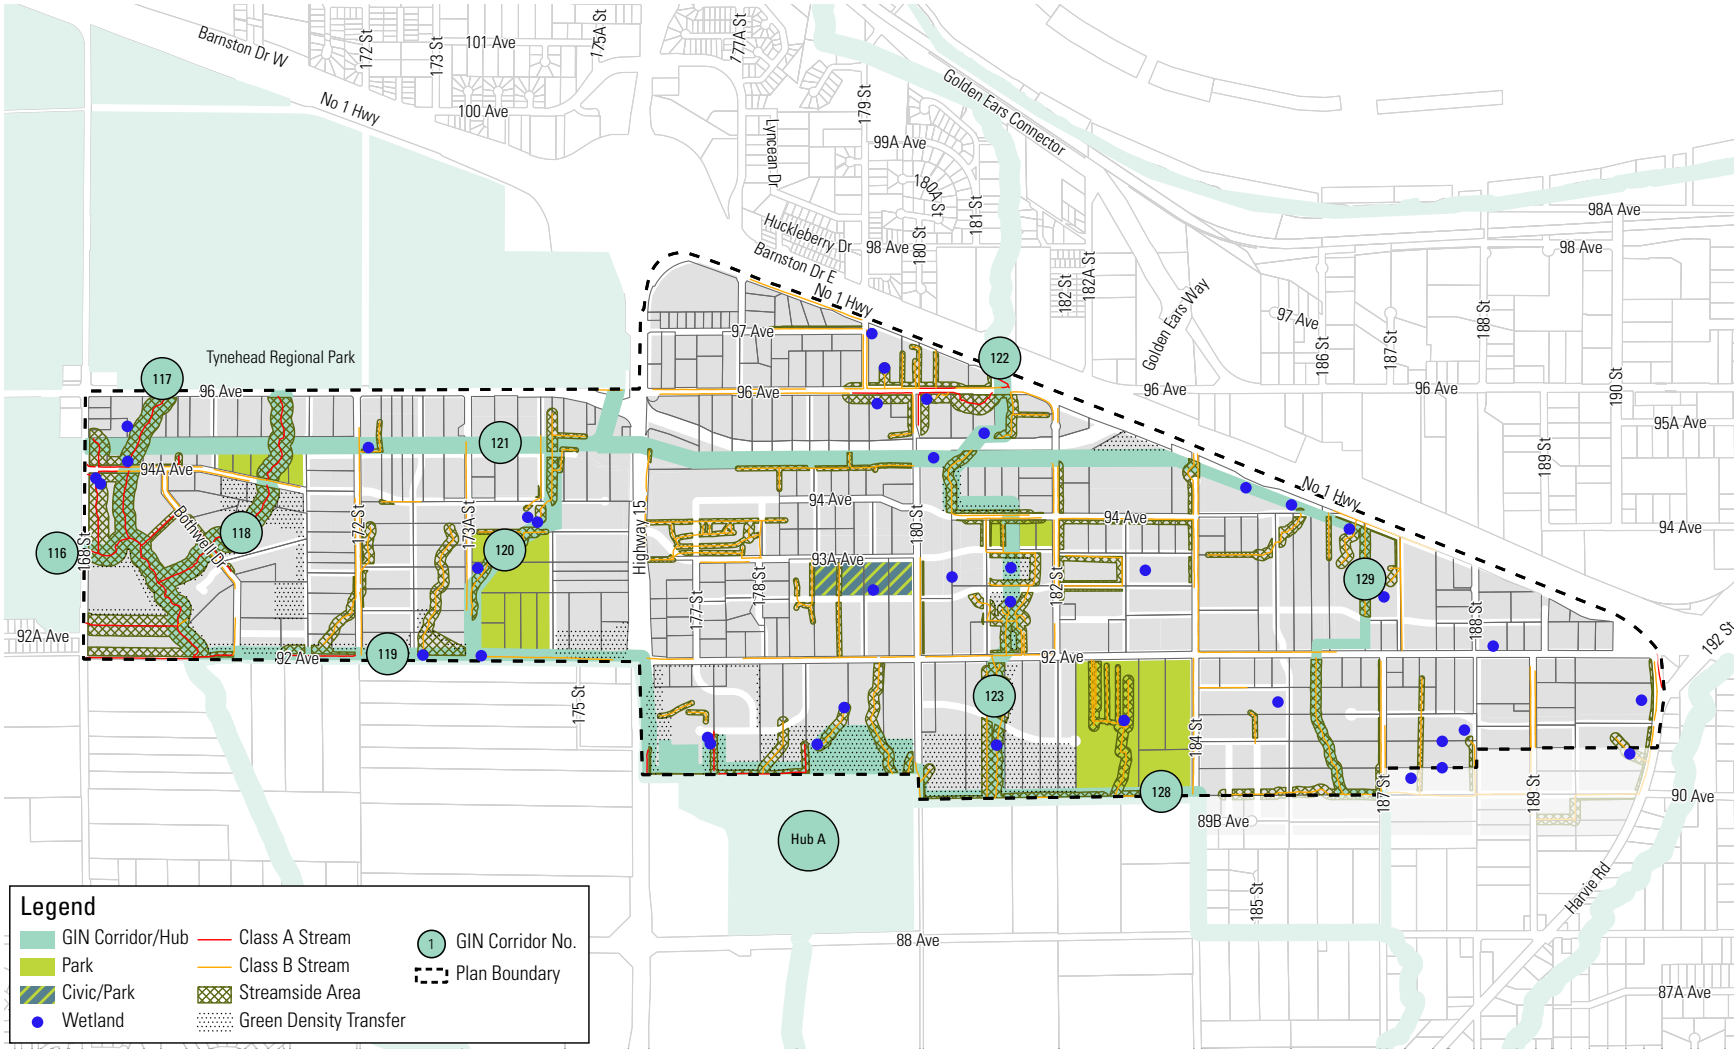 Barnston Dr W
172 St
173 St
101 Ave
175A St
177A St
No 1 Hwy
100 Ave
Lyncean Dr
179 St
99A Ave
Golden Ears Connector
180A St
181 St
180 St
Huckleberry Dr
98 Ave
Barnston Dr E
No 1 Hwy
182 St
182A St
98A Ave
98 Ave
Golden Ears Way
97 Ave
186 St
187 St
188 St
97 Ave
Tynehead Regional Park
117
122
96 Ave
96 Ave
96 Ave
96 Ave
190 St
95A Ave
121
189 St
94A Ave
No 1 Hwy
94 Ave
94 Ave
94 Ave
Bothwell Dr
118
172 St
173A St
Highway 15
180 St
116
168 St
120
93A Ave
178 St
177 St
182 St
129
188 St
92A Ave
92 Ave
119
92 Ave
192 St
175 St
123
184 St
187 St
189 St
128
90 Ave
89B Ave
Hub A
185 St
Harvie Rd
88 Ave
87A Ave
Legend
GIN Corridor/Hub
Park
Civic/Park
Wetland
Class A Stream
Class B Stream
Streamside Area
Green Density Transfer
1
GIN Corridor No.
Plan Boundary